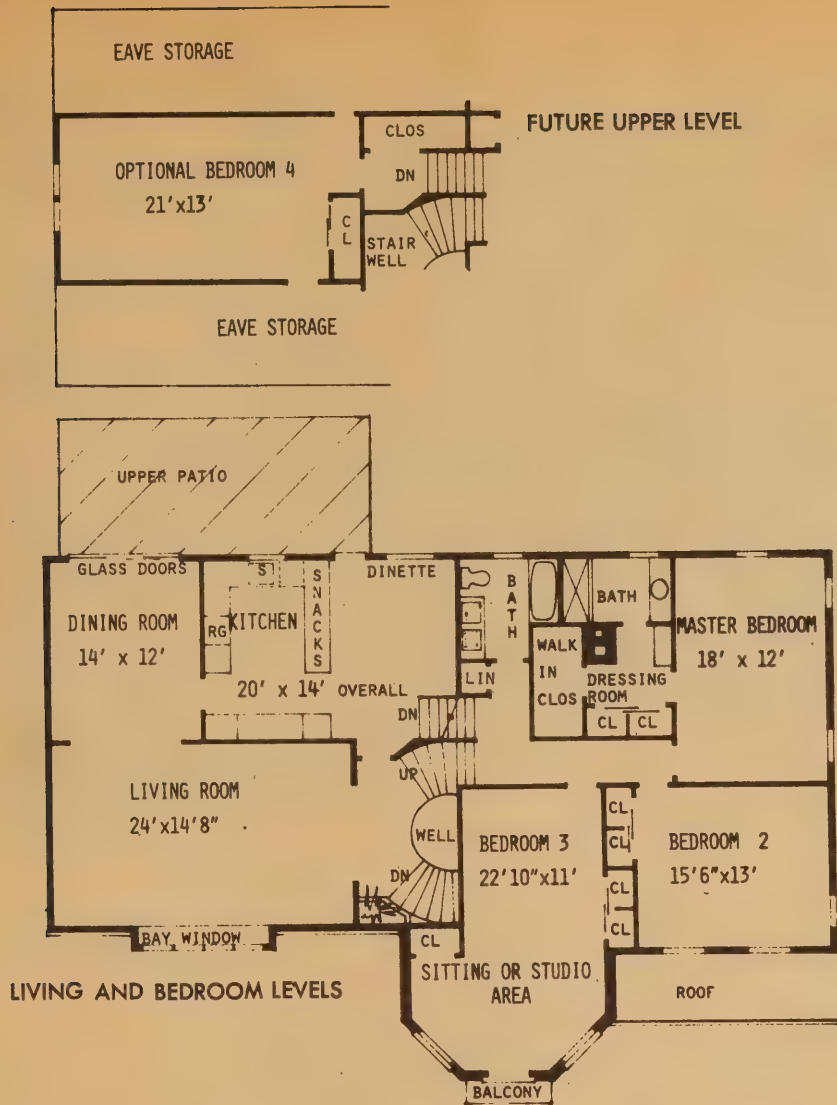 EAVE STORAGE
FUTURE UPPER LEVEL
CLOS
OPTIONAL BEDROOM 4
21'x13'
DN
CL
STAIR
WELL
EAVE STORAGE
UPPER PATIO
GLASS DOORS
S
SNACKS
DINETTE
BATH
BATH
DINING ROOM
14' x 12'
RG
KITCHEN
20' x 14' OVERALL
MASTER BEDROOM
18' x 12'
LIN
WALK
IN
CLOS
DRESSING
ROOM
CL
CL
DN
UP
LIVING ROOM
24'x14'8"
WELL
DN
BEDROOM 3
22'10"x11'
CL
CL
CL
CL
BEDROOM 2
15'6"x13'
BAY WINDOW
CL
SITTING OR STUDIO
AREA
ROOF
LIVING AND BEDROOM LEVELS
BALCONY